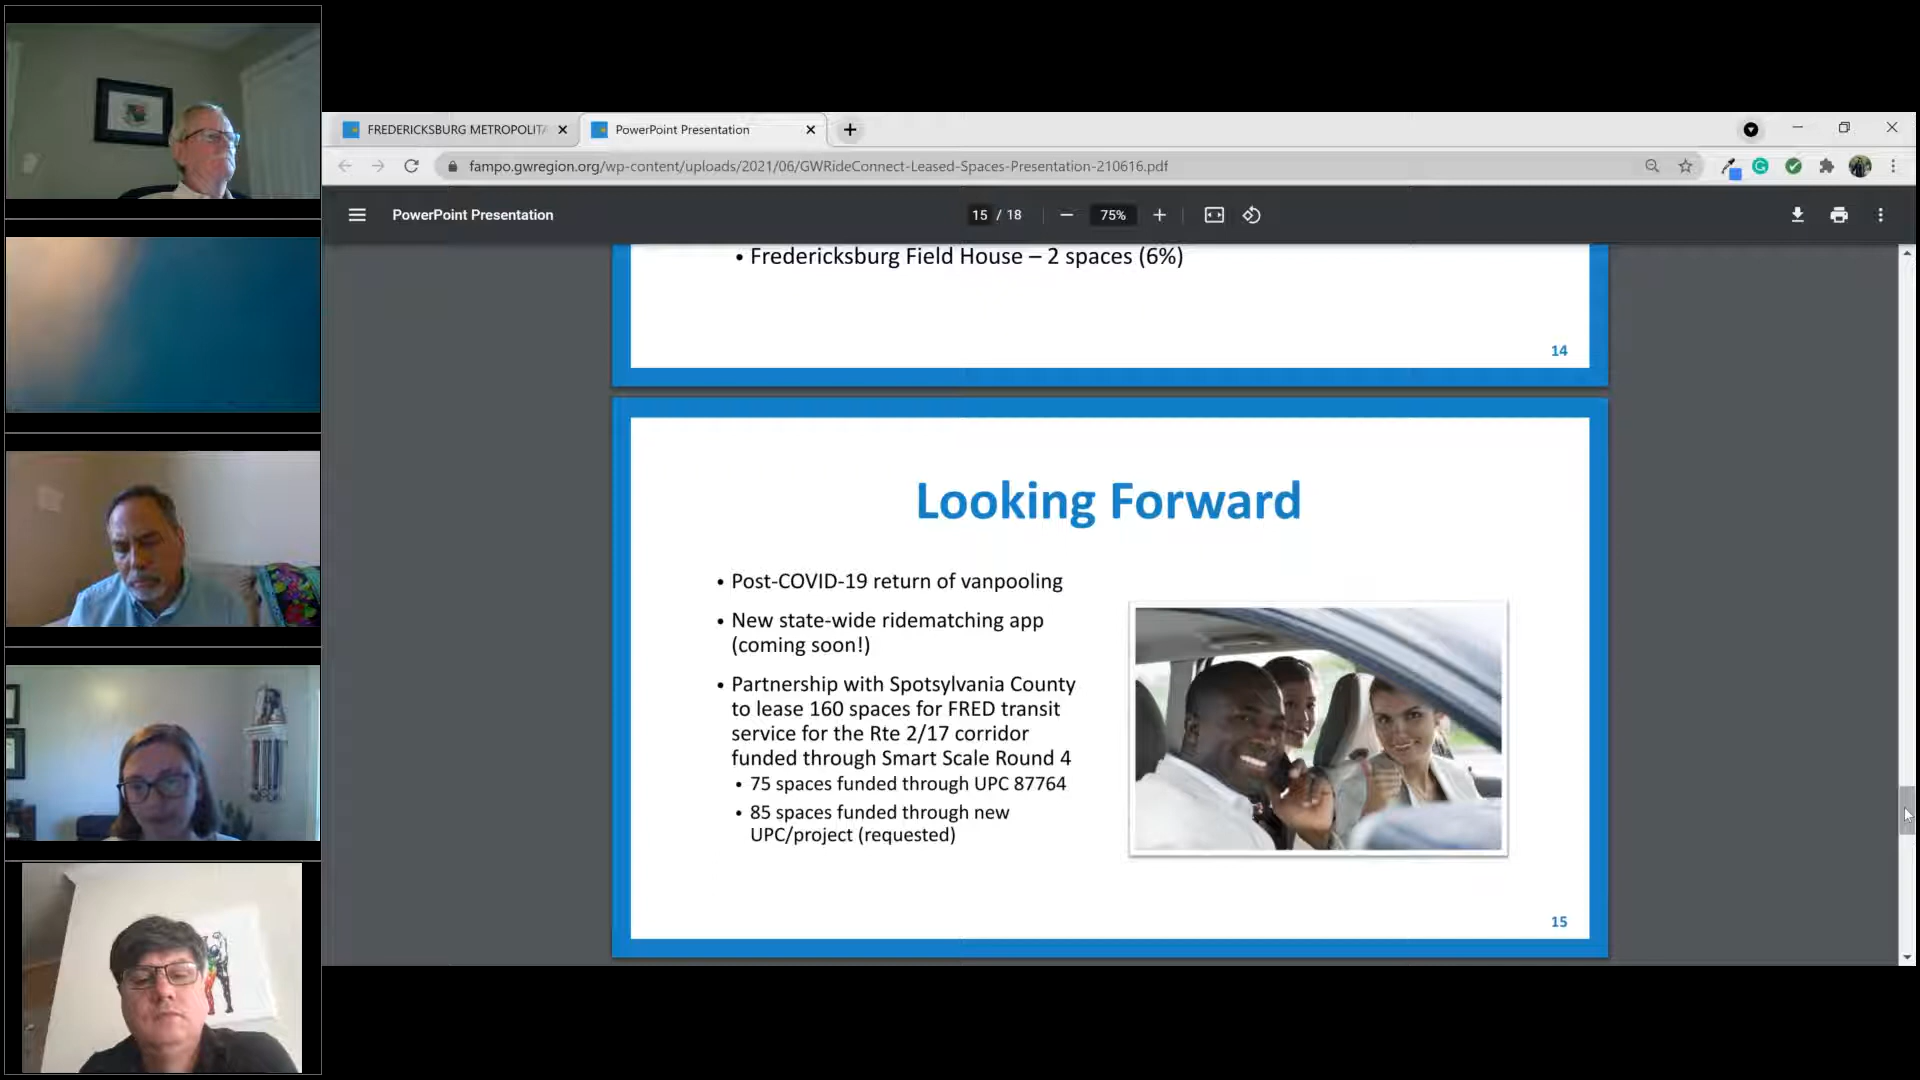 FREDERICKSBURG METROPOLITA
PowerPoint Presentation
fampo.gwregion.org/wp-content/uploads/2021/06/GWRideConnect-Leased-Spaces-Presentation-210616.pdf
PowerPoint Presentation
15 / 18
75%
• Fredericksburg Field House – 2 spaces (6%)
14
Looking Forward
• Post-COVID-19 return of vanpooling
• New state-wide ridematching app
(coming soon!)
• Partnership with Spotsylvania County
to lease 160 spaces for FRED transit
service for the Rte 2/17 corridor
funded through Smart Scale Round 4
• 75 spaces funded through UPC 87764
• 85 spaces funded through new
UPC/project (requested)
15